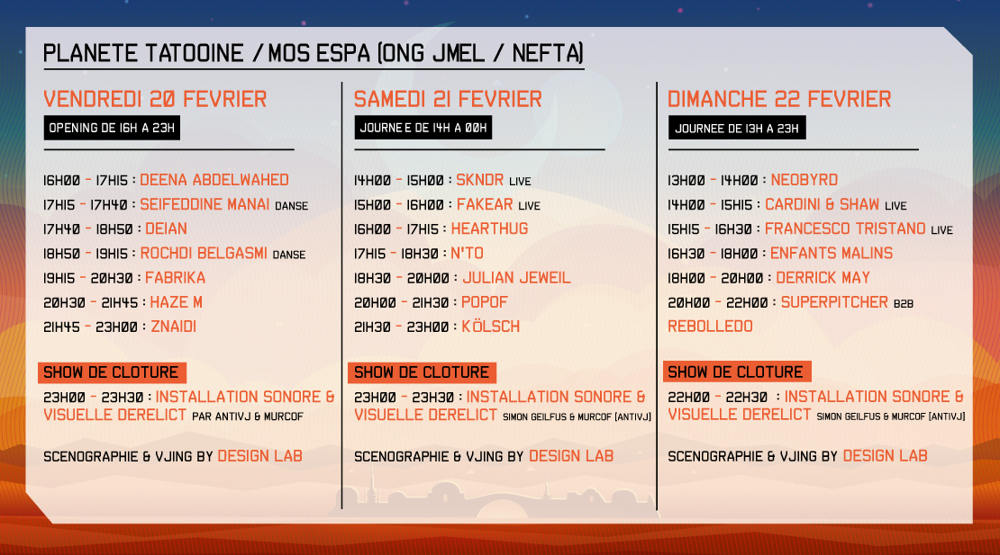 PLANETE TATOOINE / MOS ESPA (ONG JMEL / NEFTA)
VENDREDI 20 FEVRIER
OPENING DE 16H A 23H
16H00 - 17H15 : DEENA ABDELWAHED
17H15 - 17H40 : SEIFEDDINE MANAI DANSE
17H40 - 18H50 : DEIAN
18H50 - 19H15 : ROCHDI BELGASMI DANSE
19H15 - 20H30 : FABRIKA
20H30 - 21H45 : HAZE M
21H45 - 23H00 : ZNAIDI
SHOW DE CLOTURE
23H00 - 23H30 : INSTALLATION SONORE &
VISUELLE DERELICT PAR ANTIVJ & MURCOF
SCENOGRAPHIE & VJING BY DESIGN LAB
SAMEDI 21 FEVRIER
JOURNEE DE 14H A 00H
14H00 - 15H00 : SKNDR LIVE
15H00 - 16H00 : FAKEAR LIVE
16H00 - 17H15 : HEARTHUG
17H15 - 18H30 : N'TO
18H30 - 20H00 : JULIAN JEWEIL
20H00 - 21H30 : POPOF
21H30 - 23H00 : KÖLSCH
SHOW DE CLOTURE
23H00 - 23H30 : INSTALLATION SONORE &
VISUELLE DERELICT SIMON GEILFUS & MURCOF [ANTIVJ]
SCENOGRAPHIE & VJING BY DESIGN LAB
DIMANCHE 22 FEVRIER
JOURNEE DE 13H A 23H
13H00 - 14H00 : NEOBYRD
14H00 - 15H15 : CARDINI & SHAW LIVE
15H15 - 16H30 : FRANCESCO TRISTANO LIVE
16H30 - 18H00 : ENFANTS MALINS
18H00 - 20H00 : DERRICK MAY
20H00 - 22H00 : SUPERPITCHER B2B
REBOLLEDO
SHOW DE CLOTURE
22H00 - 22H30 : INSTALLATION SONORE &
VISUELLE DERELICT SIMON GEILFUS & MURCOF [ANTIVJ]
SCENOGRAPHIE & VJING BY DESIGN LAB